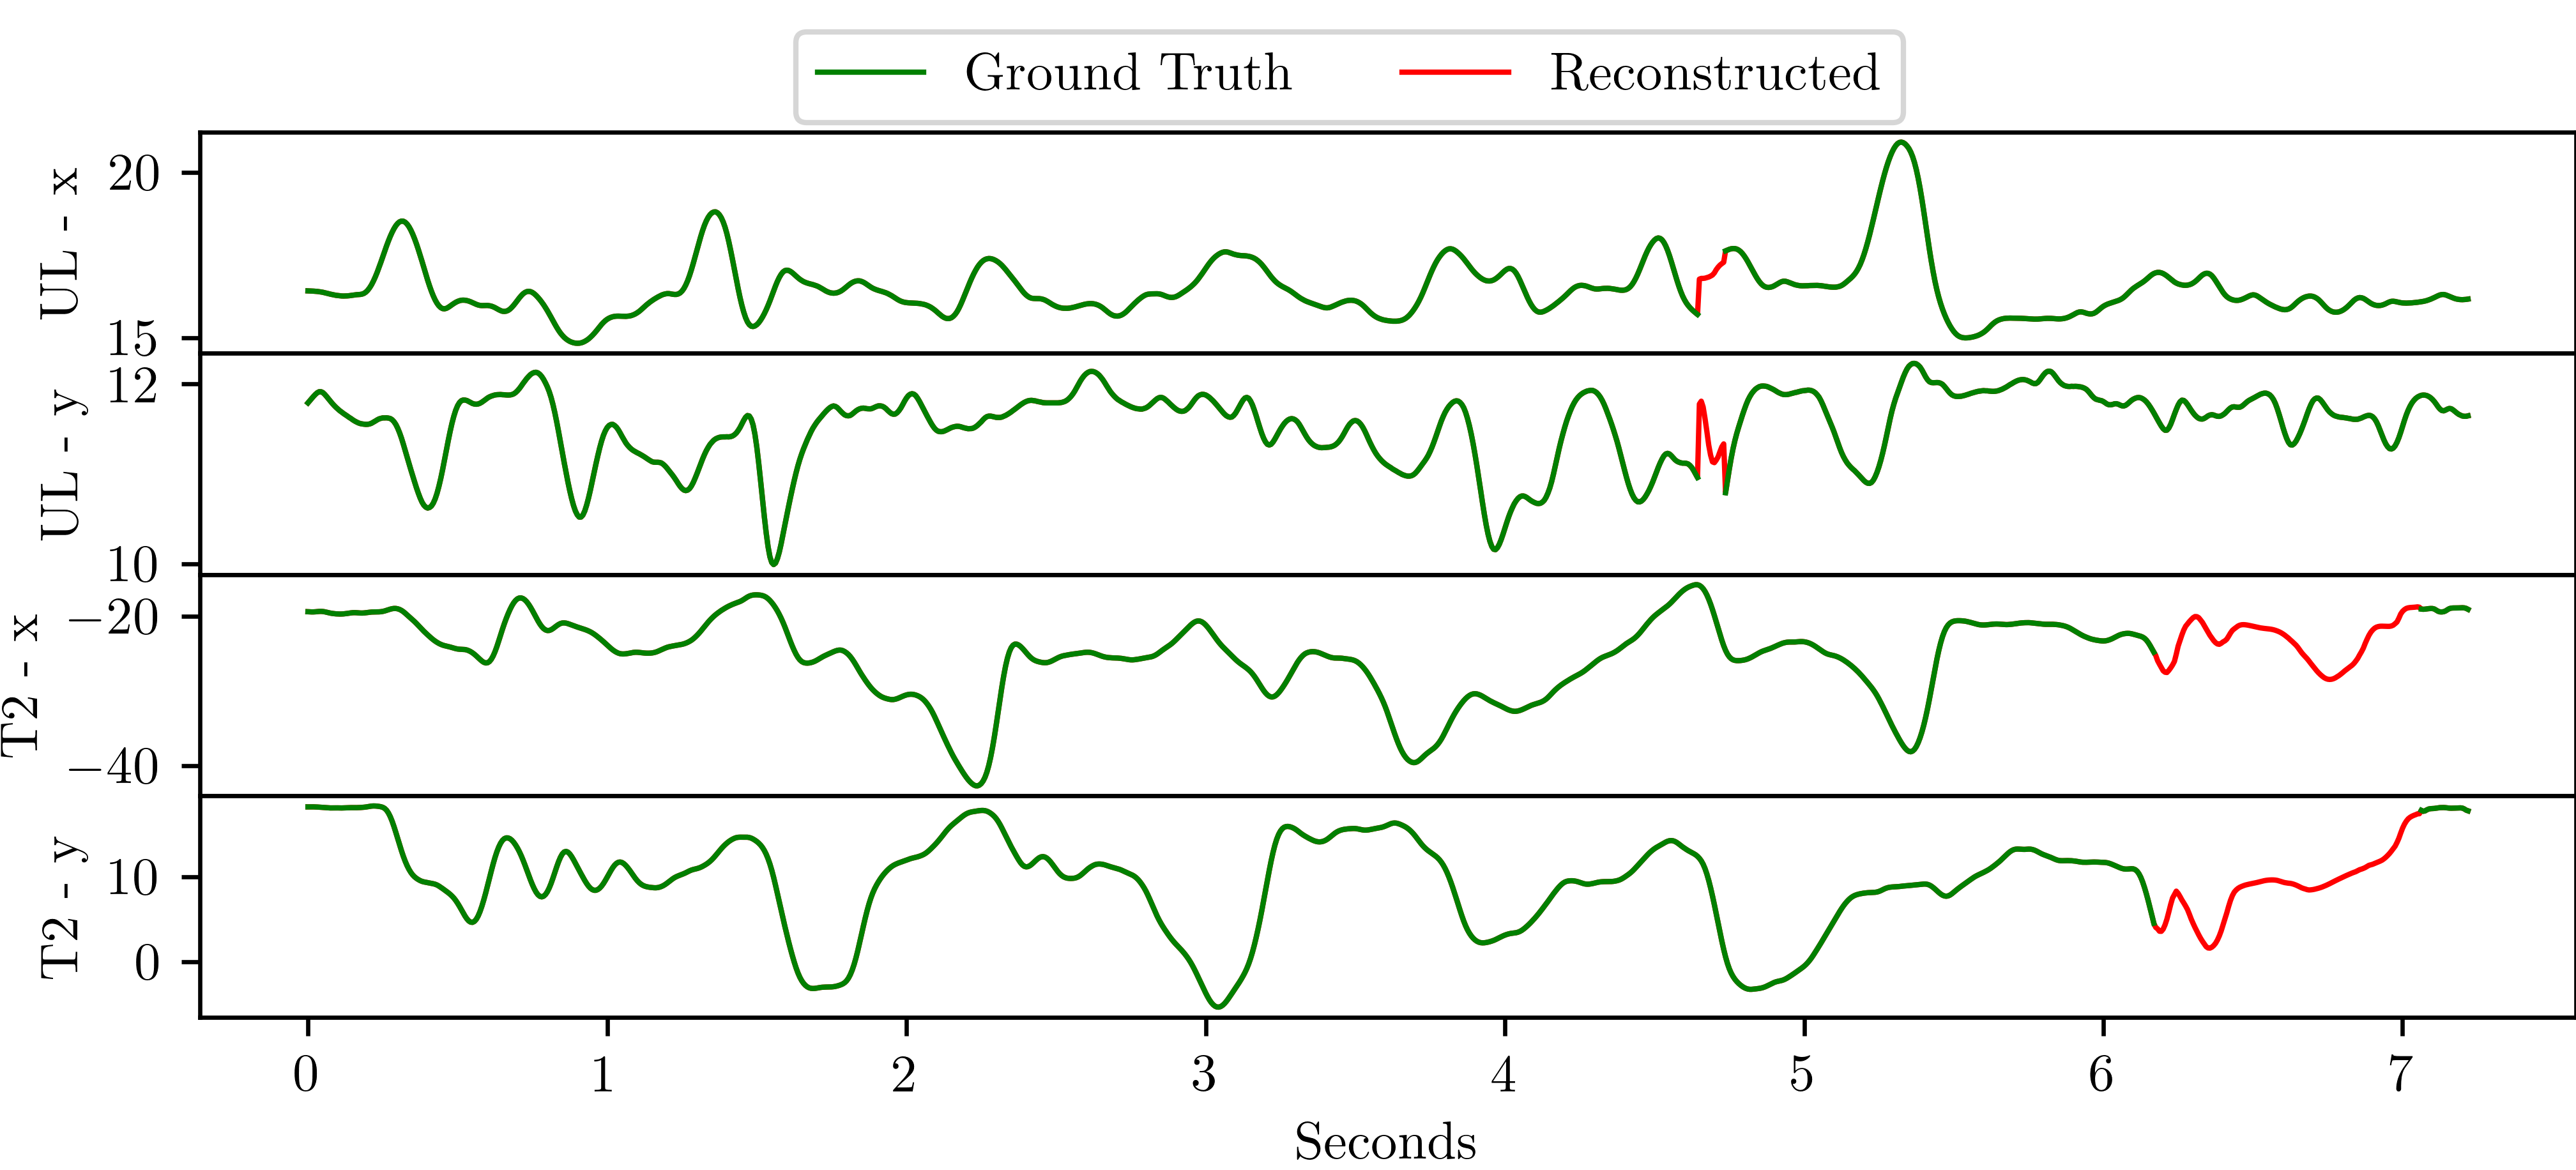 Ground Truth Reconstructed
UL - x
20
15
UL - y
12
10
T2 - x
−20
−40
T2 - y
10
0
0 1 2 3 4 5 6 7
Seconds